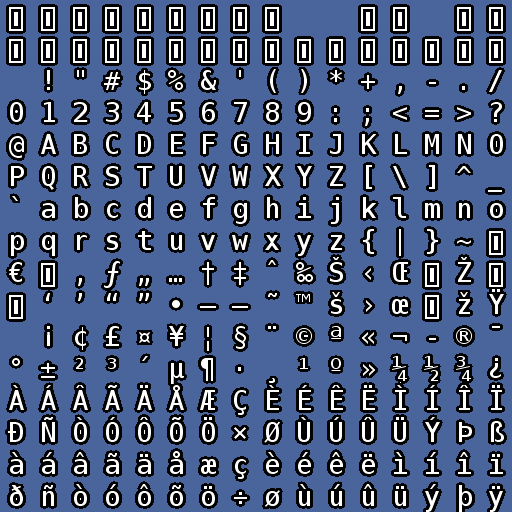 ! " # $ % & ' ( ) * + , - . /
0 1 2 3 4 5 6 7 8 9 : ; < = > ?
@ A B C D E F G H I J K L M N O
P Q R S T U V W X Y Z [ \ ] ^ _
` a b c d e f g h i j k l m n o
p q r s t u v w x y z { | } ~
€ ‚ ƒ „ … † ‡ ˆ ‰ Š ‹ Œ Ž
‘ ’ “ ” • – — ˜ ™ š › œ ž Ÿ
¡ ¢ £ ¤ ¥ ¦ § ¨ © ª « ¬ - ® ¯
° ± ² ³ ´ µ ¶ · ¸ ¹ º » ¼ ½ ¾ ¿
À Á Â Ã Ä Å Æ Ç È É Ê Ë Ì Í Î Ï
Ð Ñ Ò Ó Ô Õ Ö × Ø Ù Ú Û Ü Ý Þ ß
à á â ã ä å æ ç è é ê ë ì í î ï
ð ñ ò ó ô õ ö ÷ ø ù ú û ü ý þ ÿ